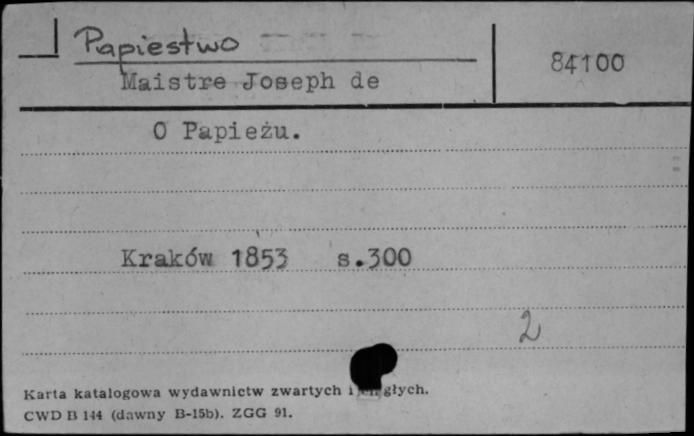 Papiestwo
84100
Maistre Joseph de
O Papieżu.
Kraków 1853 s.300
2
Karta katalogowa wydawnictw zwartych i głych.
CWD B 144 (dawny B-15b). ZGG 91.